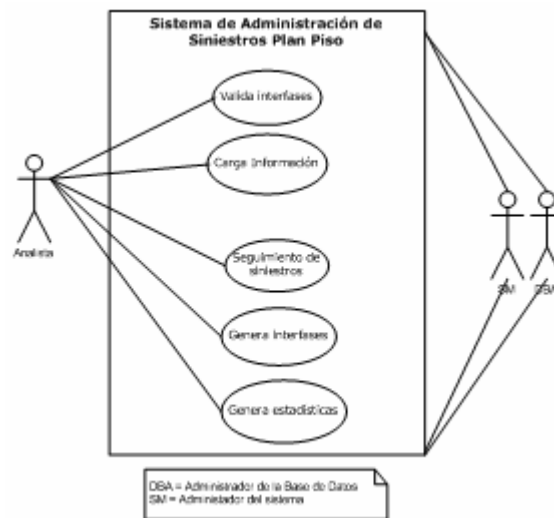 Sistema de Administración de
Siniestros Plan Piso
Valida interfases
Carga Información
Analista
Seguimiento de
siniestros
SM
DBA
Genera Interfases
Genera estadísticas
DBA = Administrador de la Base de Datos
SM = Administador del sistema